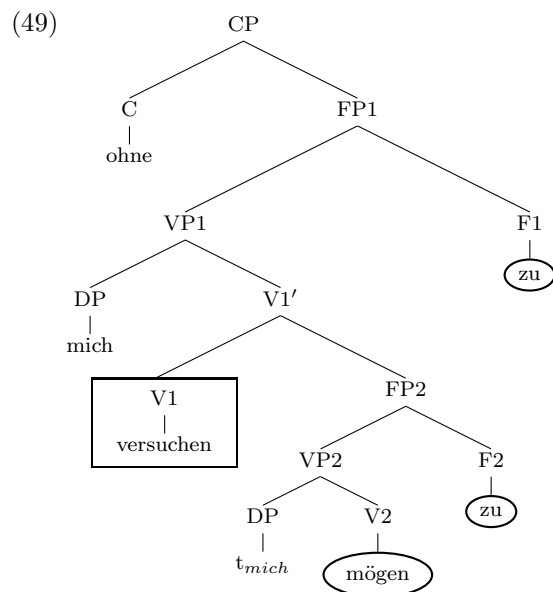 (49) CP
C FP1
ohne
VP1 F1
zu
DP V1′
mich
V1 FP2
versuchen
VP2 F2
DP V2 zu
t_mich mögen